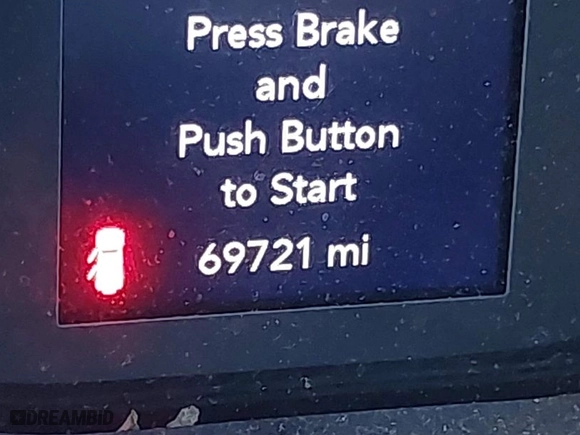 Press Brake
and
Push Button
to Start
69721 mi
DREAMBID